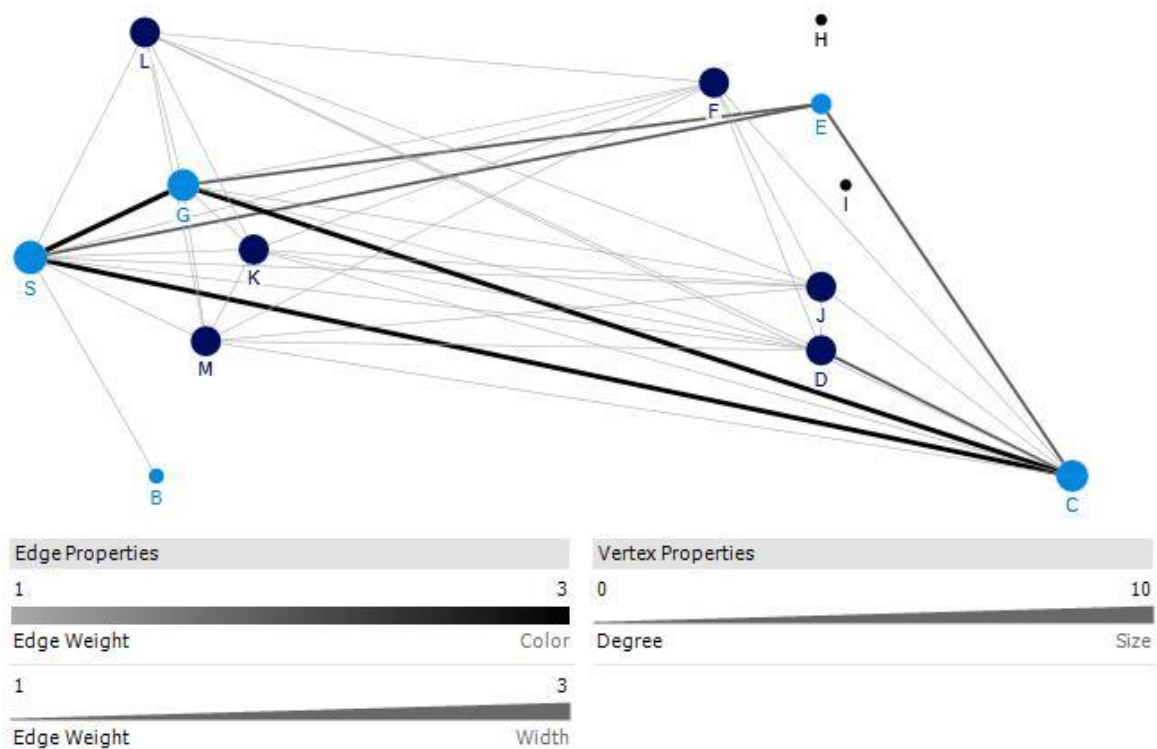 H
L
F
E
G
I
K
S
J
M
D
B
C
Edge Properties
1 3
Edge Weight Color
1 3
Edge Weight Width
Vertex Properties
0 10
Degree Size